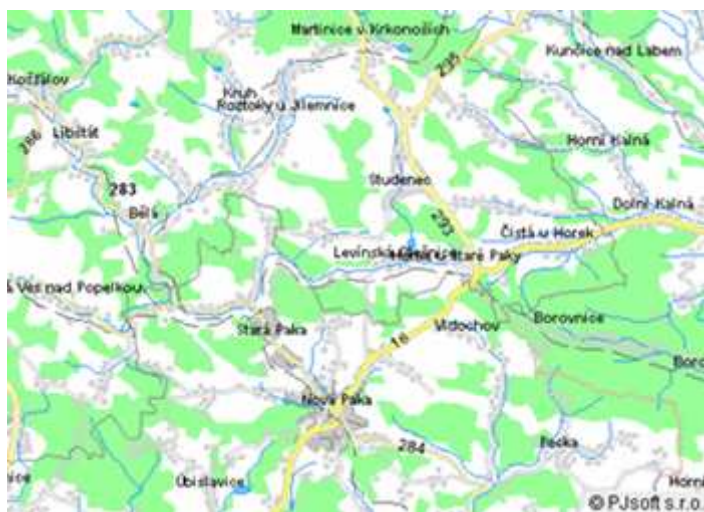 Martinice v Krkonoších
295
Kunčice nad Labem
Košťálov
Kruh
Roztoky u Jilemnice
286
Libštát
Horní Kalná
Studenec
283
Bělá
293
Dolní Kalná
Čistá u Horek
Levínská
Staré Paky
Ves nad Popelkou
Stará Paka
Vidochov
Borovnice
16
Nová Paka
284
Pecka
Úbislavice
Horní
© PJsoft s.r.o.